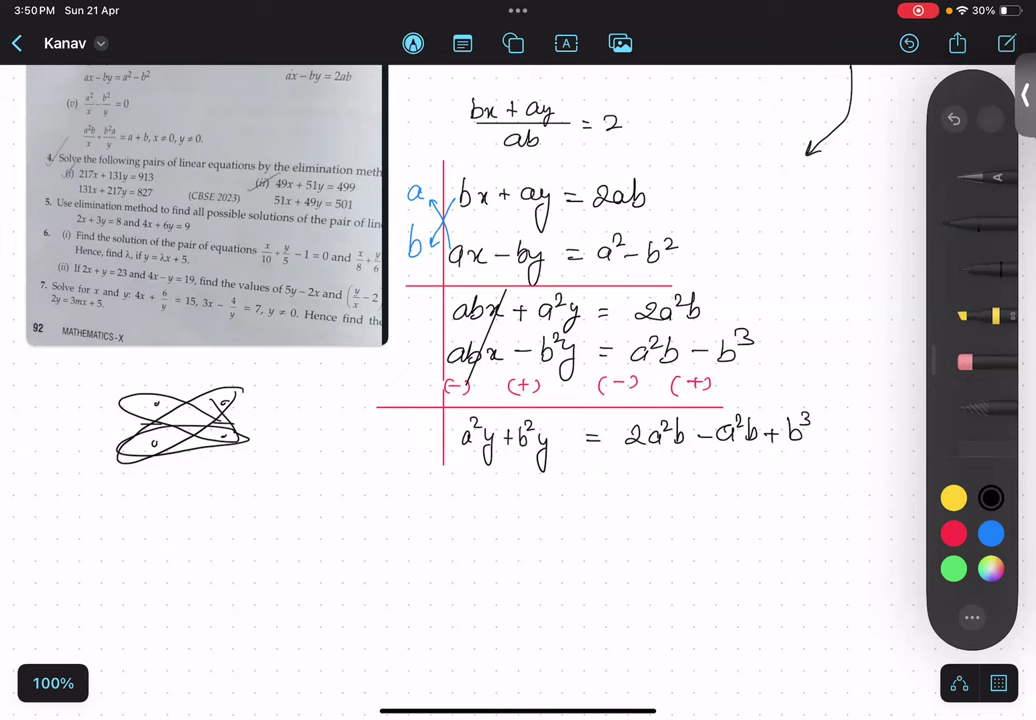 3:50 PM Sun 21 Apr
30%
Kanav
ax – by = a² – b²
ax – by = 2ab
(v) a²/x – b²/y = 0
a²b/x + b²a/y = a + b, x ≠ 0, y ≠ 0.
4. Solve the following pairs of linear equations by the elimination meth
(i) 217x + 131y = 913
(ii) 49x + 51y = 499
131x + 217y = 827
(CBSE 2023)
51x + 49y = 501
5. Use elimination method to find all possible solutions of the pair of lin
2x + 3y = 8 and 4x + 6y = 9
6. (i) Find the solution of the pair of equations x/10 + y/5 – 1 = 0 and x/8 + y/6
Hence, find λ, if y = λx + 5.
(ii) If 2x + y = 23 and 4x – y = 19, find the values of 5y – 2x and (y/x – 2
7. Solve for x and y: 4x + 6/y = 15, 3x – 4/y = 7, y ≠ 0. Hence find the
2y = 3mx + 5.
92 MATHEMATICS-X
(bx + ay)/ab = 2
a bx + ay = 2ab
b ax – by = a² – b²
abx + a²y = 2a²b
abx – b²y = a²b – b³
(–) (+) (–) (+)
a²y + b²y = 2a²b – a²b + b³
A
100%